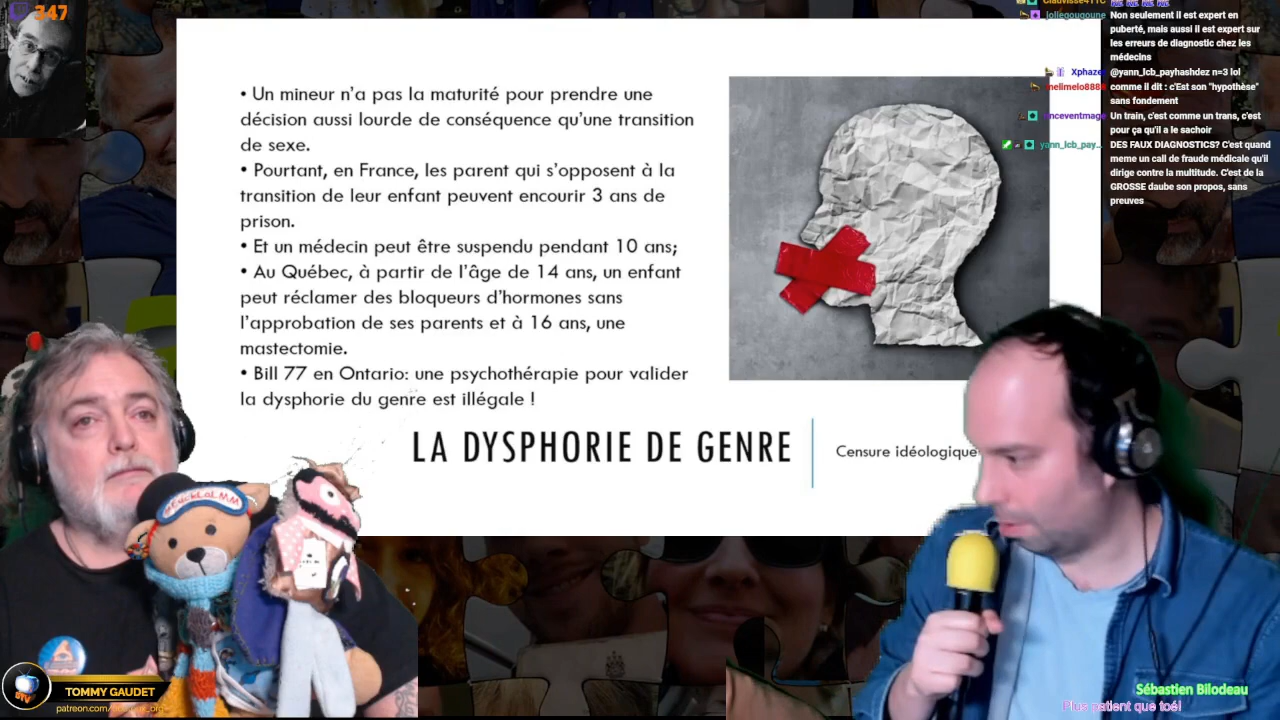 347
• Un mineur n'a pas la maturité pour prendre une
décision aussi lourde de conséquence qu'une transition
de sexe.
• Pourtant, en France, les parent qui s'opposent à la
transition de leur enfant peuvent encourir 3 ans de
prison.
• Et un médecin peut être suspendu pendant 10 ans;
• Au Québec, à partir de l'âge de 14 ans, un enfant
peut réclamer des bloqueurs d'hormones sans
l'approbation de ses parents et à 16 ans, une
mastectomie.
• Bill 77 en Ontario: une psychothérapie pour valider
la dysphorie du genre est illégale !
LA DYSPHORIE DE GENRE
Censure idéologique
jollegougoune
Non seulement il est expert en
puberté, mais aussi il est expert sur
les erreurs de diagnostic chez les
médecins
Xphaze
@yann_lcb_payhashdez n=3 lol
melimelo888
comme il dit : c'Est son "hypothèse"
sans fondement
Un train, c'est comme un trans, c'est
pour ça qu'il a le sachoir
yann_lcb_pay...
DES FAUX DIAGNOSTICS? C'est quand
meme un call de fraude médicale qu'il
dirige contre la multitude. C'est de la
GROSSE daube son propos, sans
preuves
#FuckLaLMM
TOMMY GAUDET
Sébastien Bilodeau
Plus patient que toé!